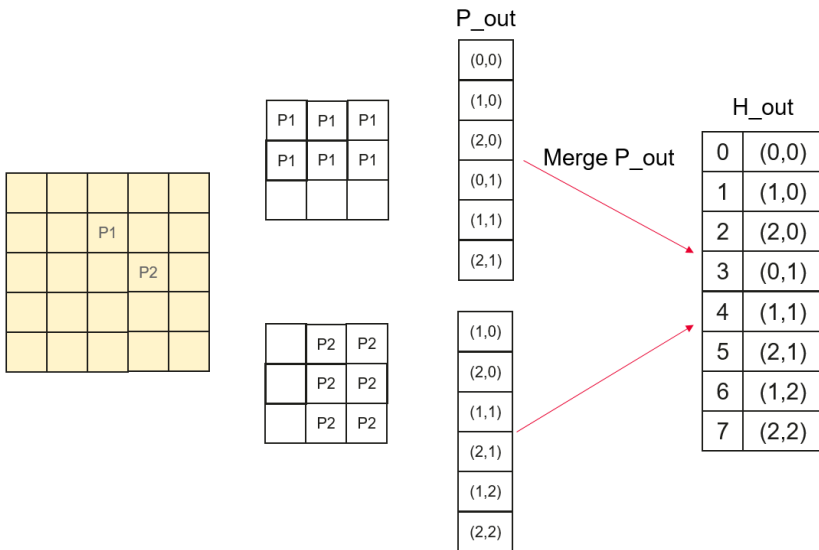 P1
P2
P1 P1 P1
P1 P1 P1
P2 P2
P2 P2
P2 P2
P_out
(0,0)
(1,0)
(2,0)
(0,1)
(1,1)
(2,1)
(1,0)
(2,0)
(1,1)
(2,1)
(1,2)
(2,2)
Merge P_out
H_out
0 (0,0)
1 (1,0)
2 (2,0)
3 (0,1)
4 (1,1)
5 (2,1)
6 (1,2)
7 (2,2)